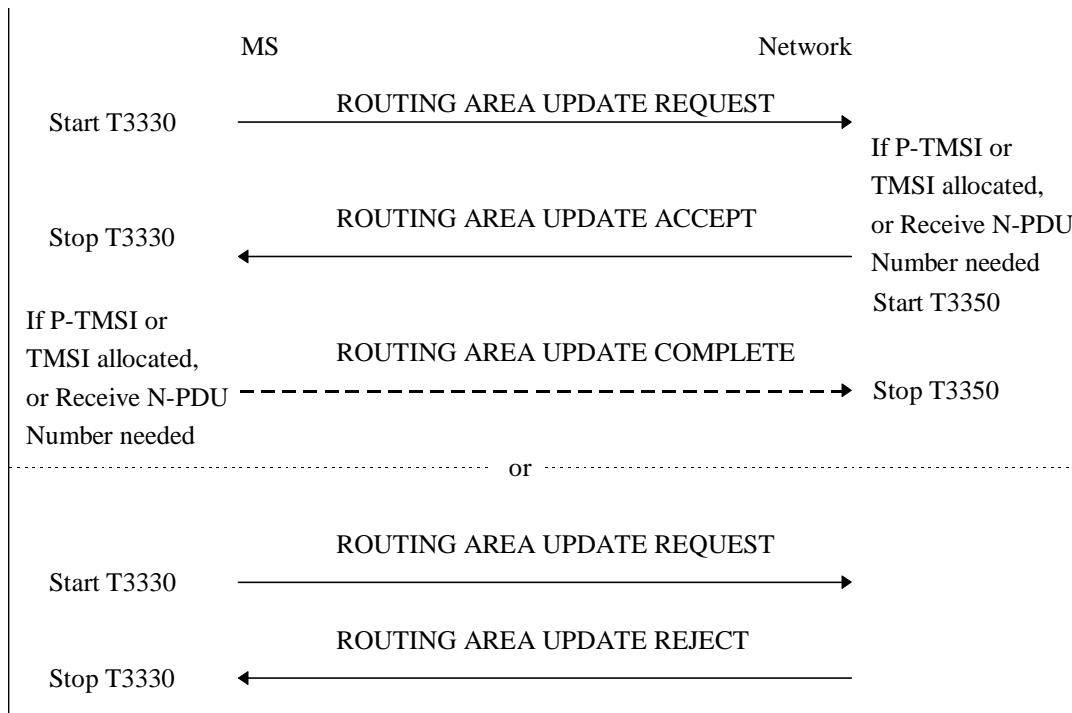 MS
Network
ROUTING AREA UPDATE REQUEST
Start T3330
If P-TMSI or
TMSI allocated,
or Receive N-PDU
Number needed
Start T3350
ROUTING AREA UPDATE ACCEPT
Stop T3330
If P-TMSI or
TMSI allocated,
or Receive N-PDU
Number needed
ROUTING AREA UPDATE COMPLETE
Stop T3350
or
ROUTING AREA UPDATE REQUEST
Start T3330
ROUTING AREA UPDATE REJECT
Stop T3330